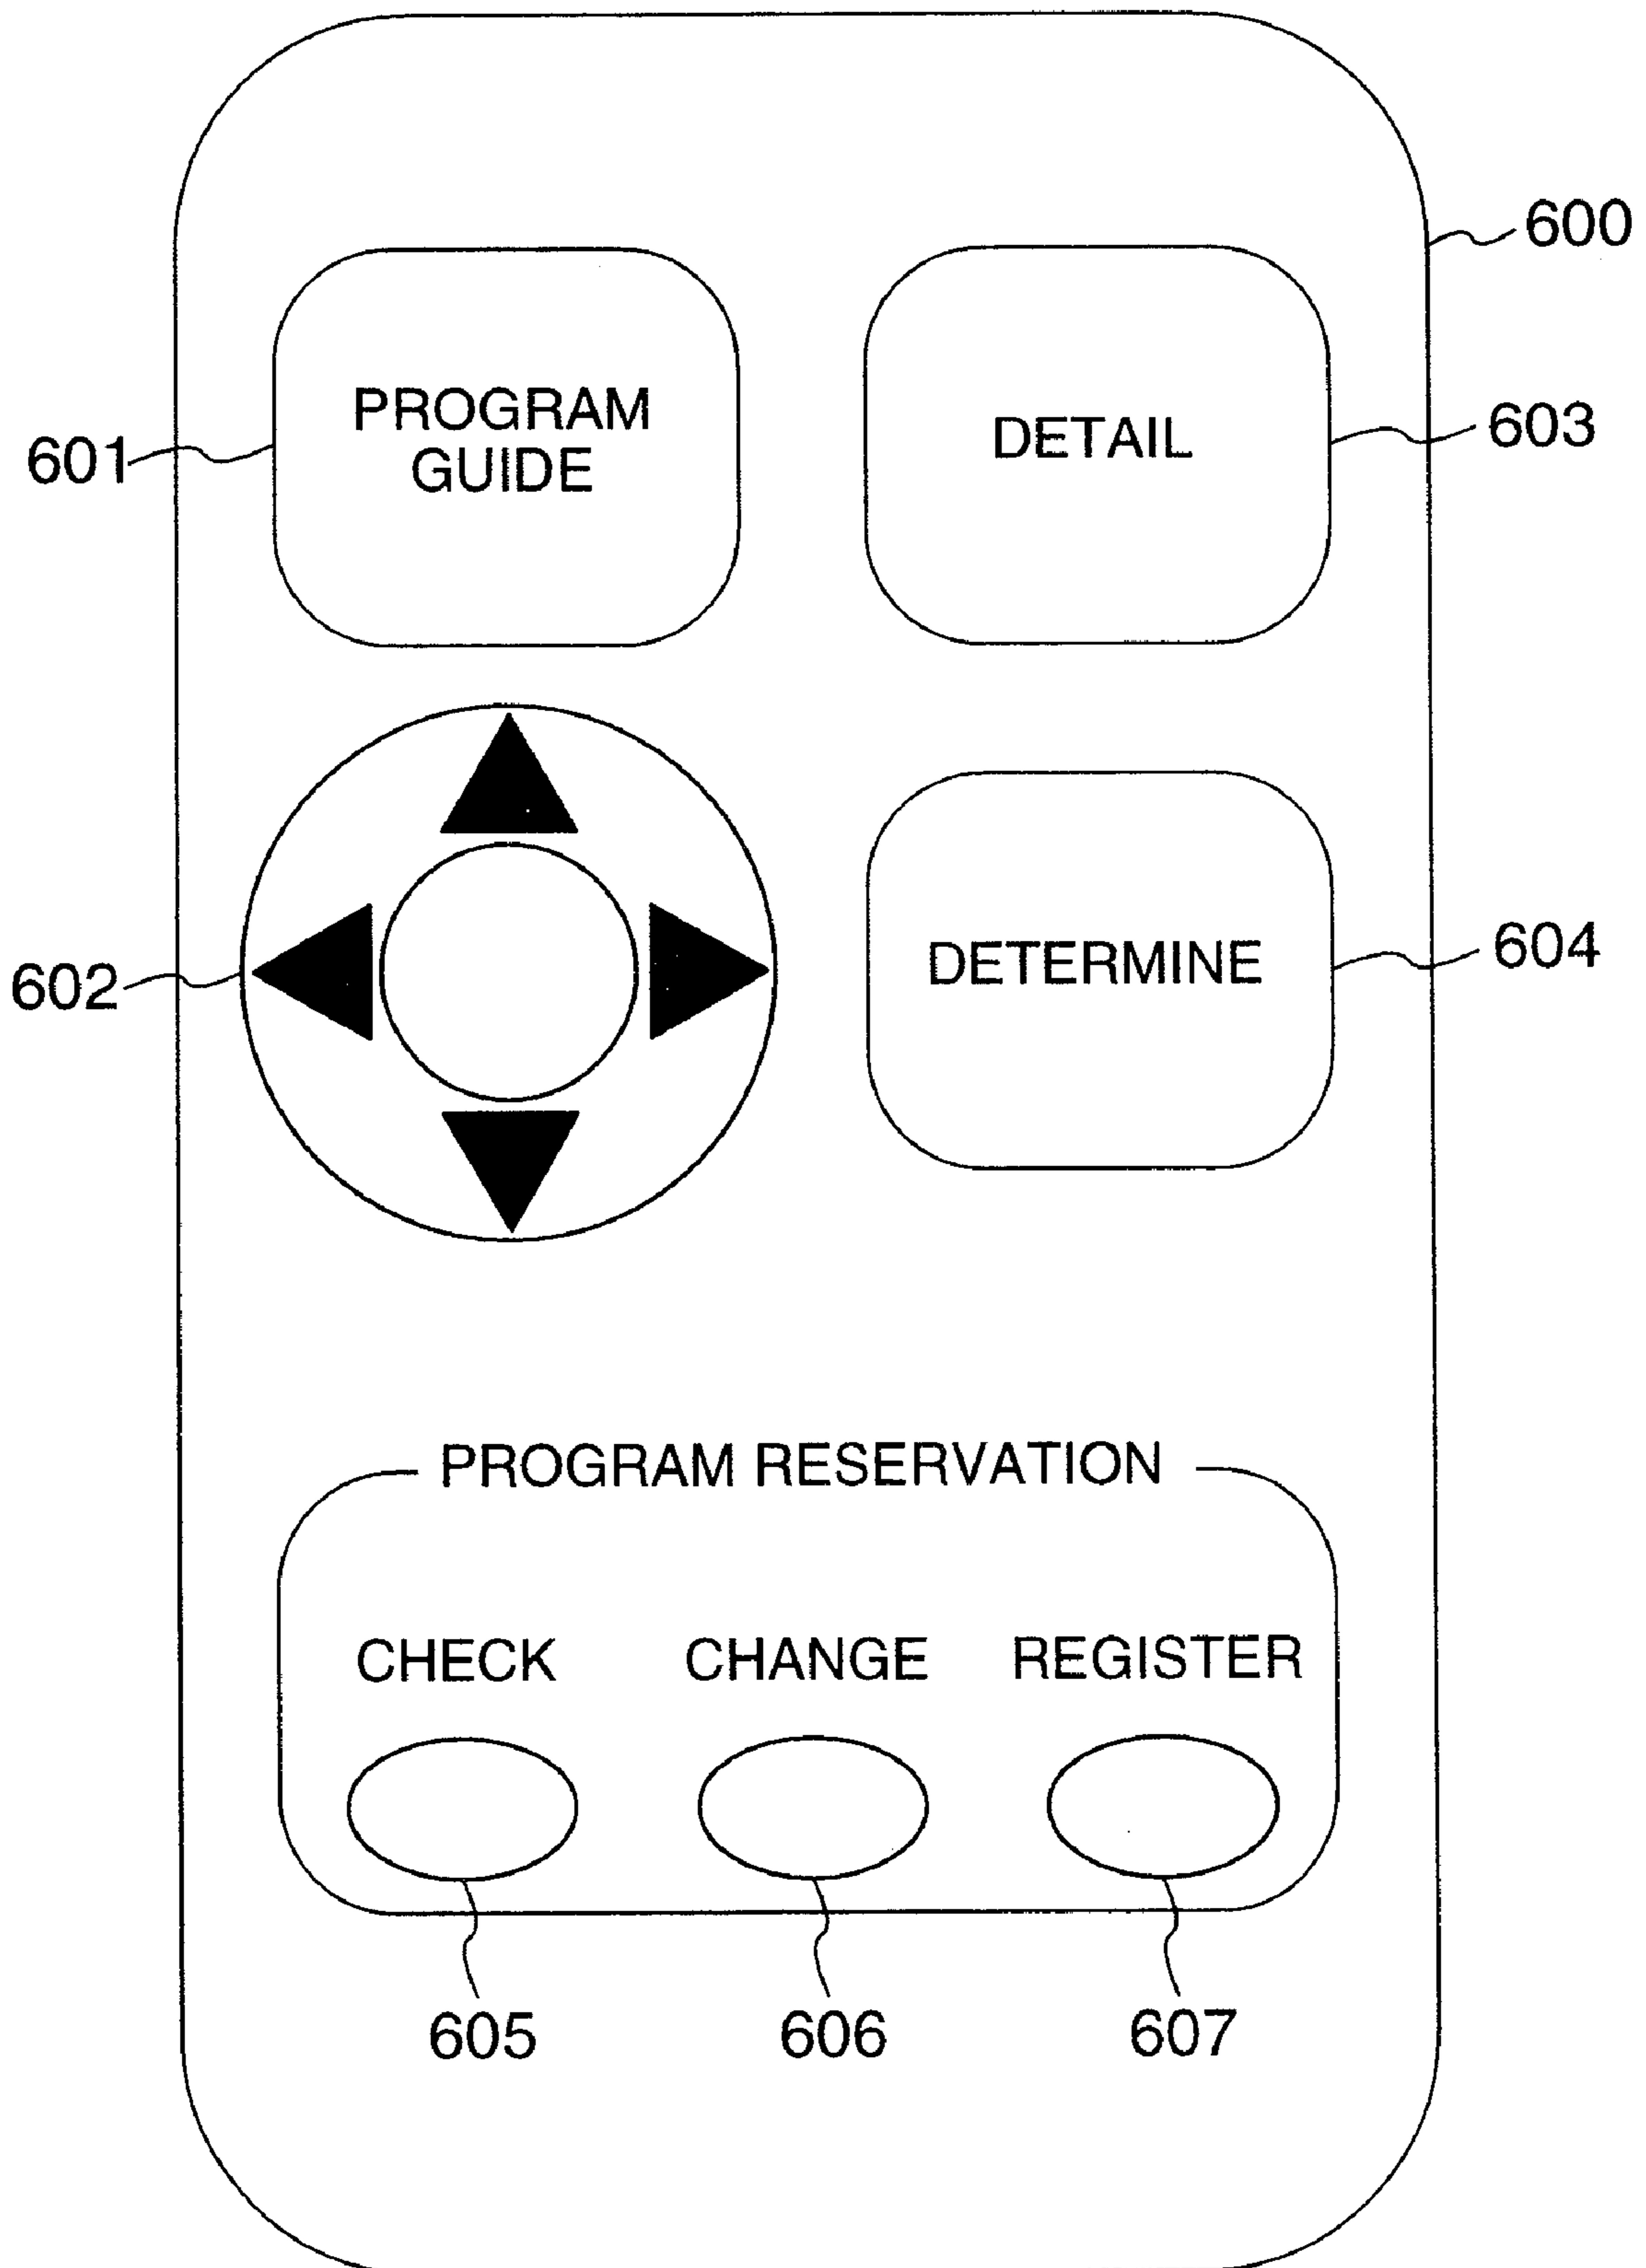 600
PROGRAM
GUIDE
601
DETAIL
603
602
DETERMINE
604
PROGRAM RESERVATION
CHECK CHANGE REGISTER
605 606 607